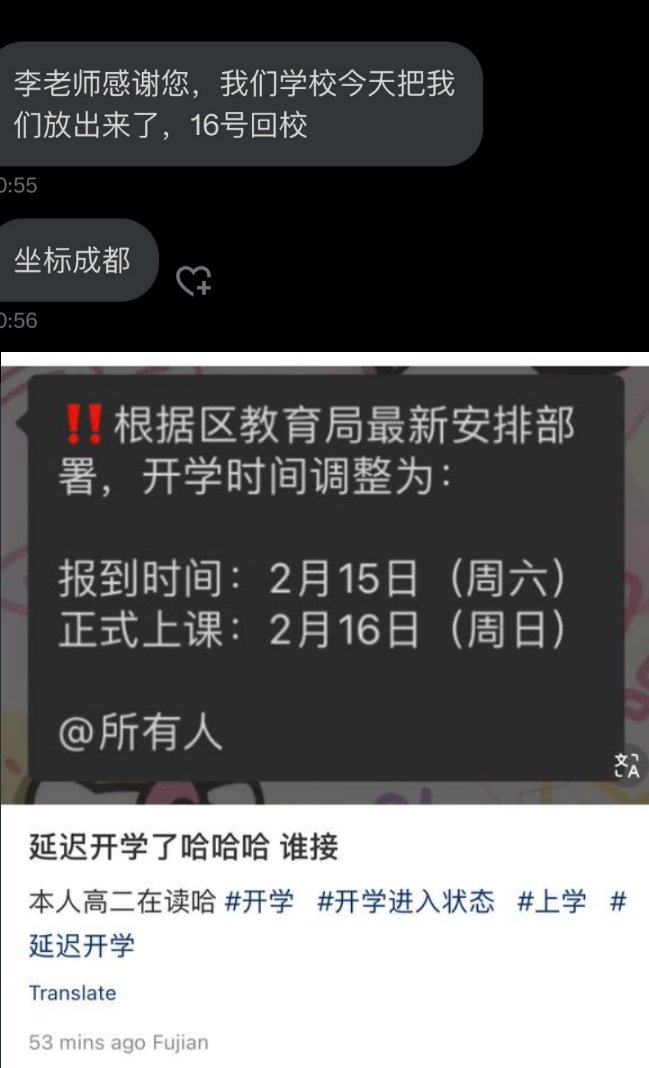 李老师感谢您，我们学校今天把我
们放出来了，16号回校
0:55
坐标成都
0:56
‼️根据区教育局最新安排部
署，开学时间调整为：
报到时间：2月15日（周六）
正式上课：2月16日（周日）
@所有人
延迟开学了哈哈哈 谁接
本人高二在读哈 #开学 #开学进入状态 #上学 #
延迟开学
Translate
53 mins ago Fujian